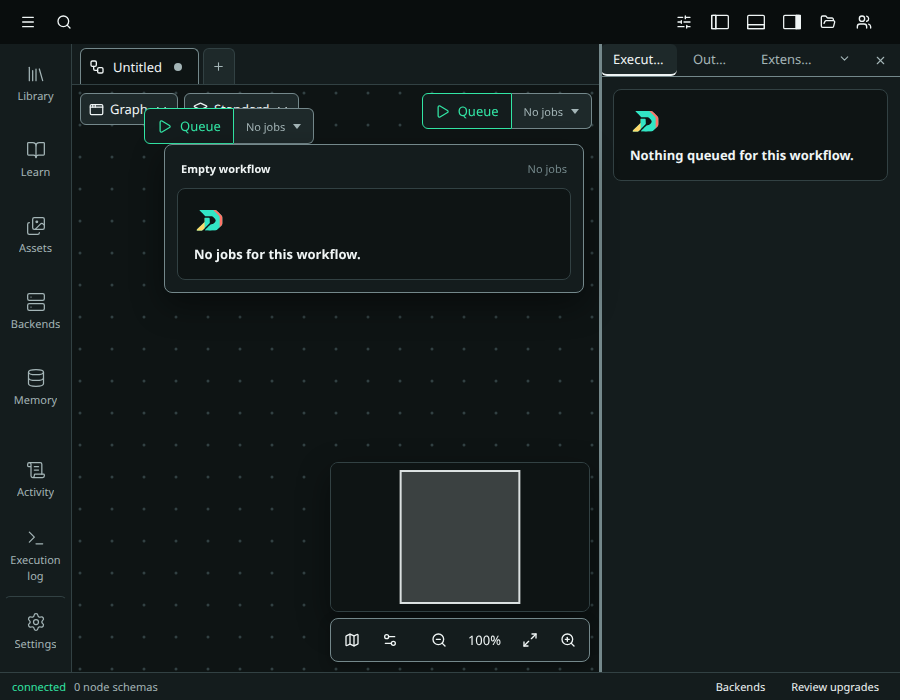 Untitled
+
Execut...
Out...
Extens...
Library
Learn
Assets
Backends
Memory
Activity
Execution
log
Settings
Graph
Queue
No jobs
Queue
No jobs
Empty workflow
No jobs
No jobs for this workflow.
Nothing queued for this workflow.
100%
connected
0 node schemas
Backends
Review upgrades